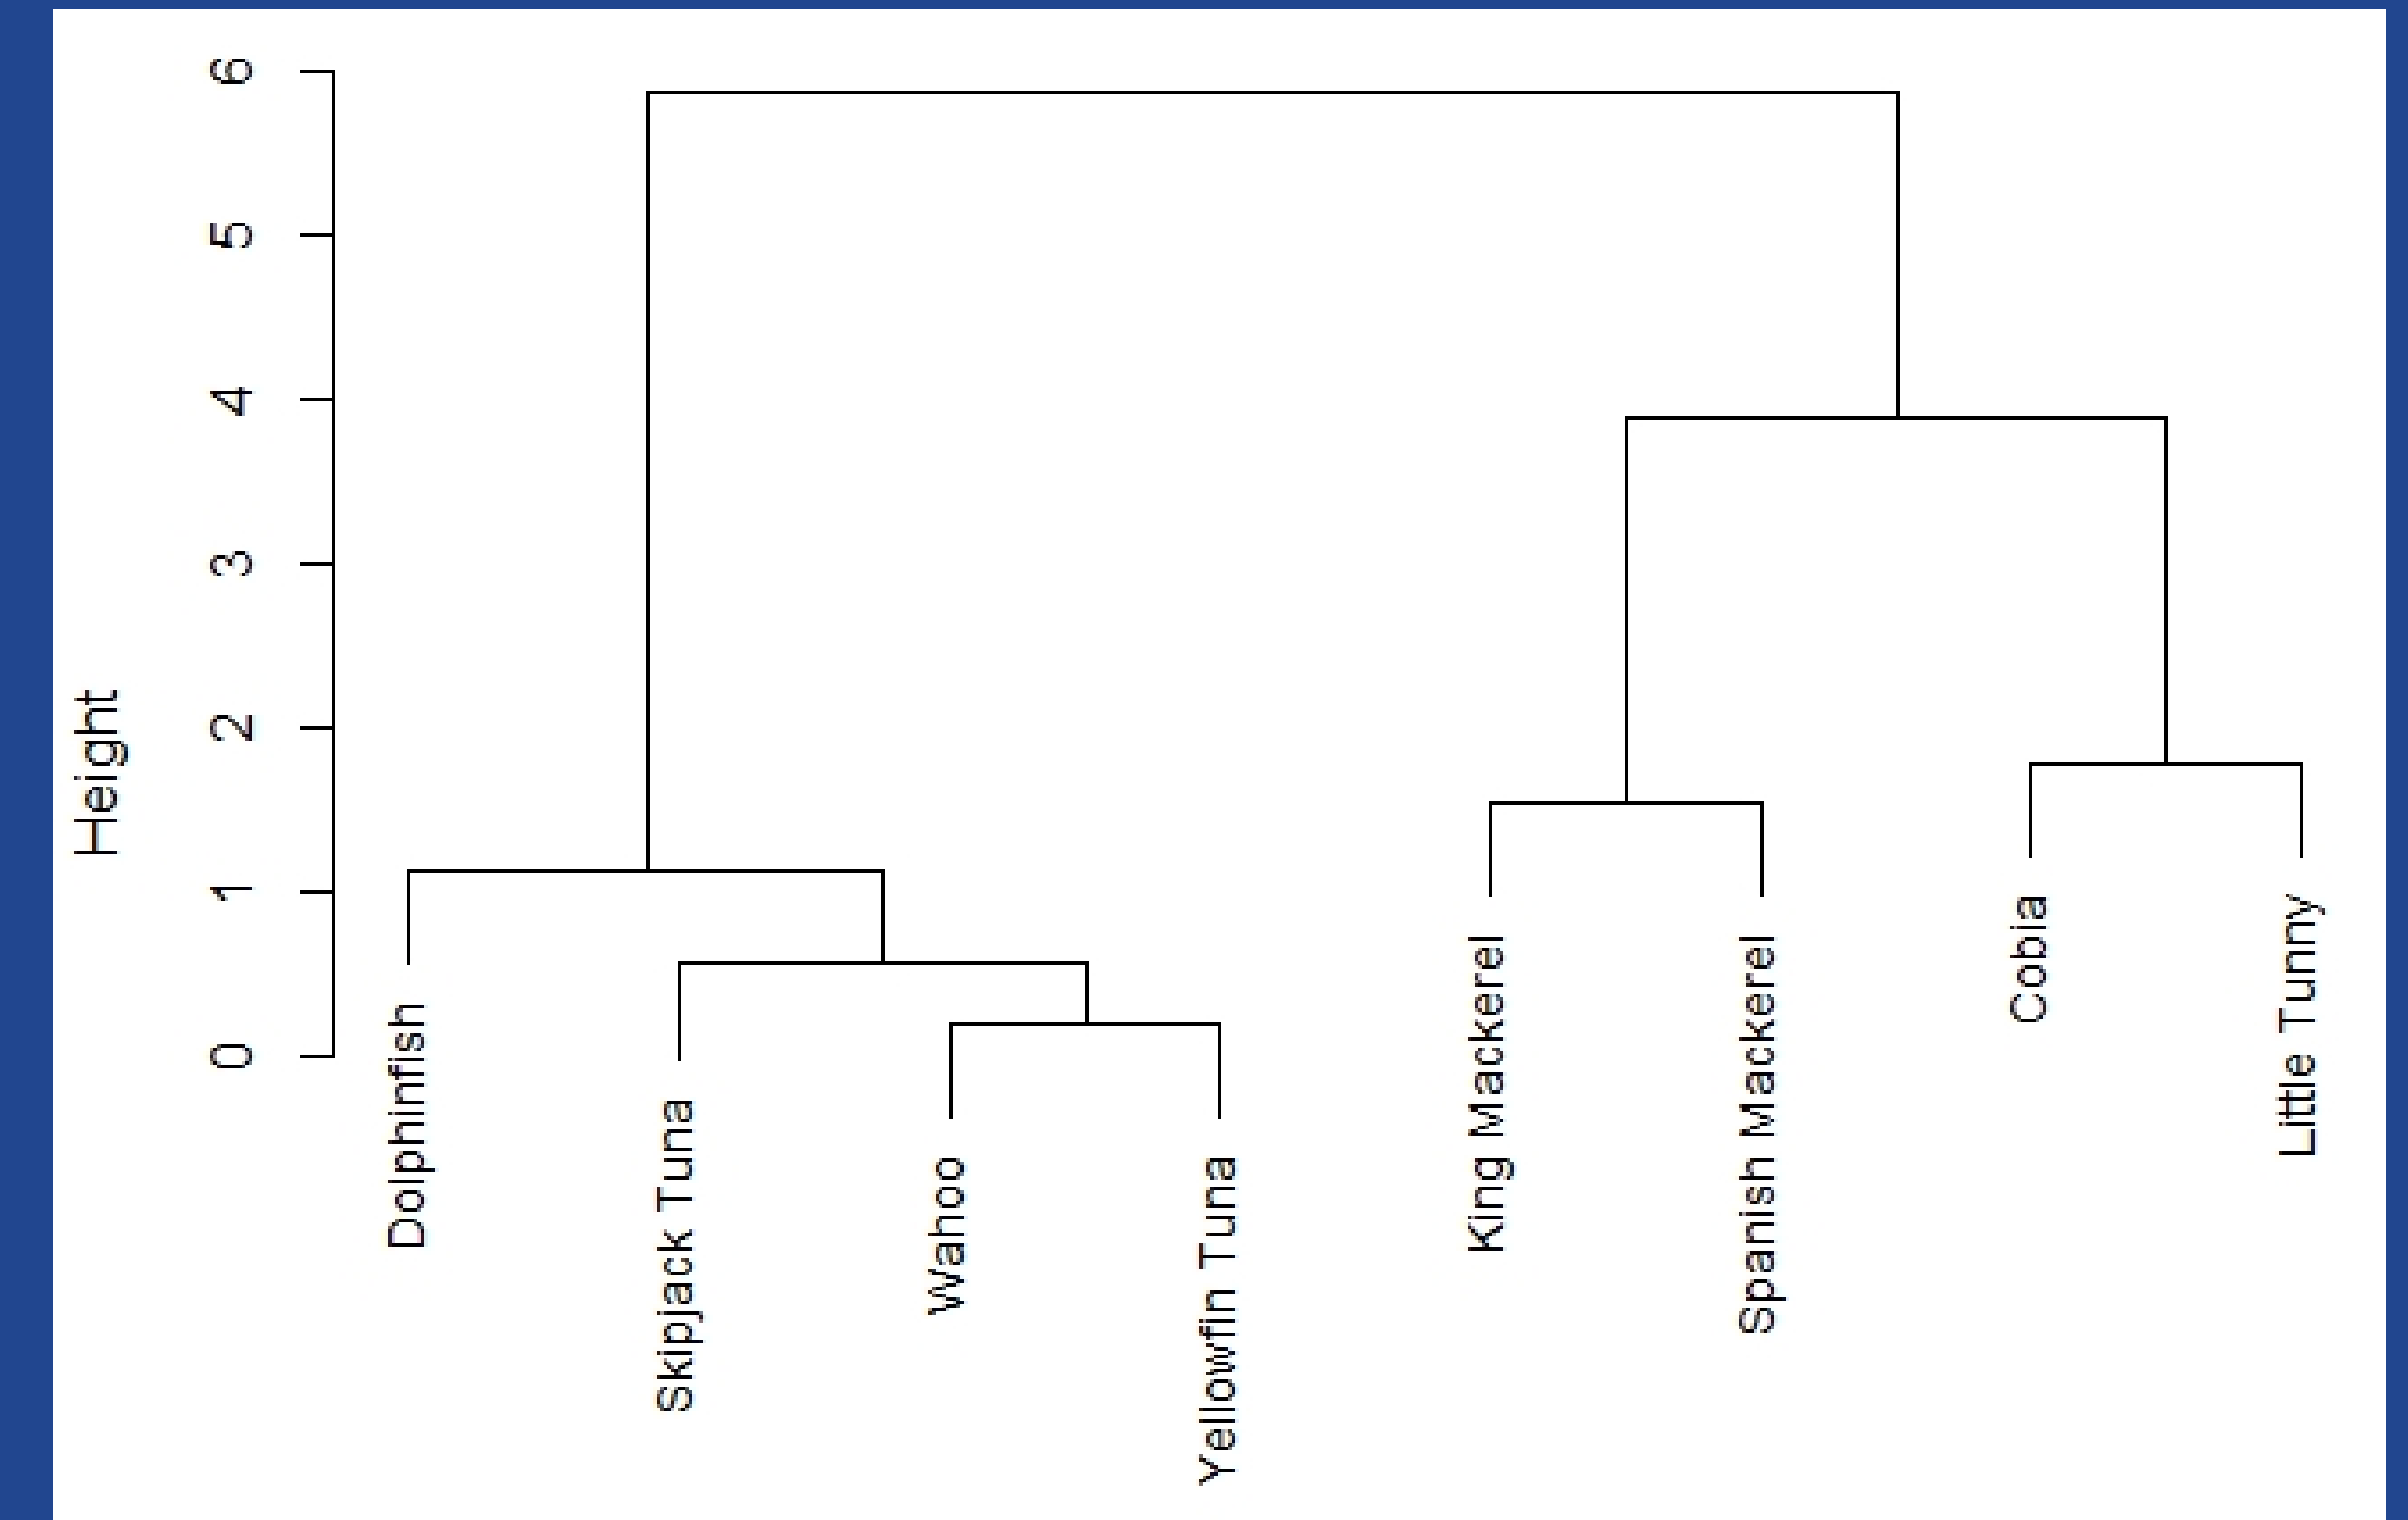 Height
6
5
4
3
2
1
0
Dolphinfish
Skipjack Tuna
Wahoo
Yellowfin Tuna
King Mackerel
Spanish Mackerel
Cobia
Little Tunny